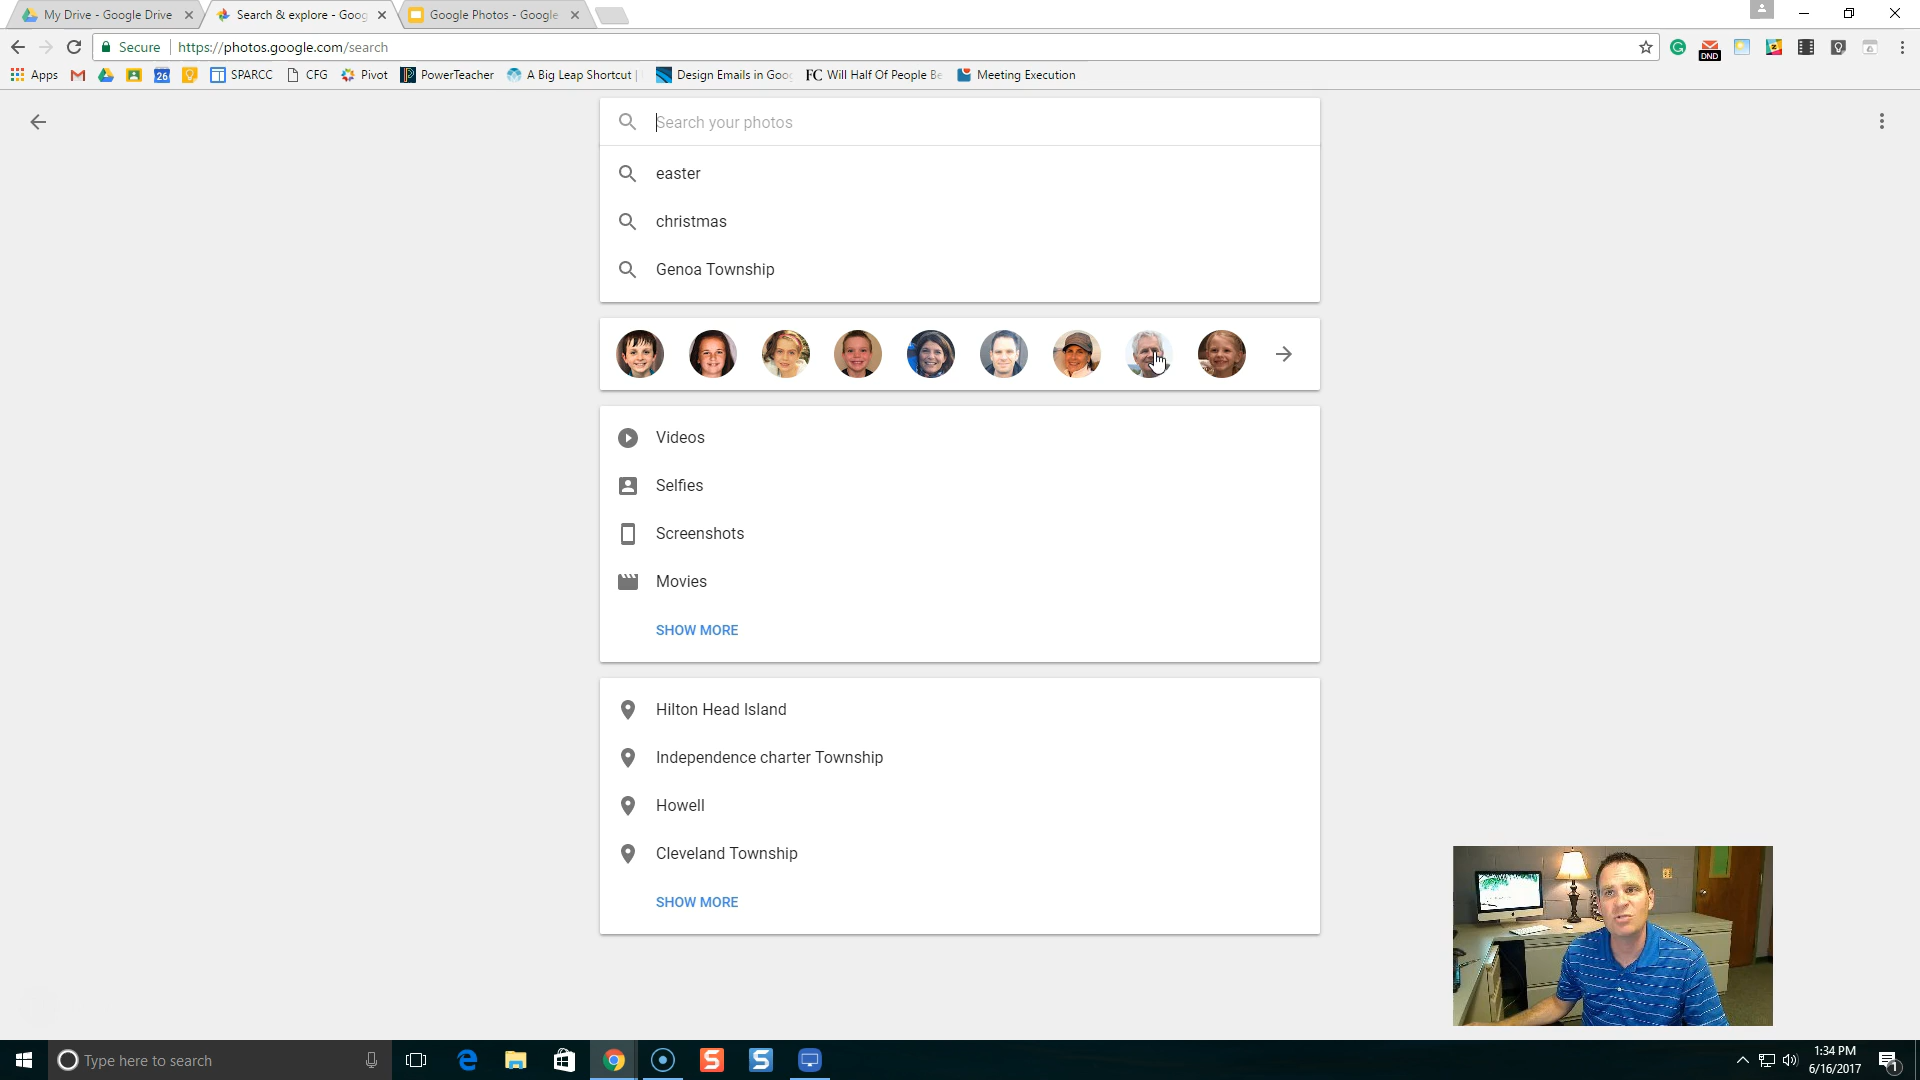 My Drive - Google Drive
Search & explore - Goog
Google Photos - Google
Secure
https://photos.google.com/search
DND
Apps
26
SPARCC
CFG
Pivot
PowerTeacher
A Big Leap Shortcut |
Design Emails in Goo
FC Will Half Of People Be
Meeting Execution
Search your photos
easter
christmas
Genoa Township
Videos
Selfies
Screenshots
Movies
SHOW MORE
Hilton Head Island
Independence charter Township
Howell
Cleveland Township
SHOW MORE
Type here to search
1:34 PM
6/16/2017
1